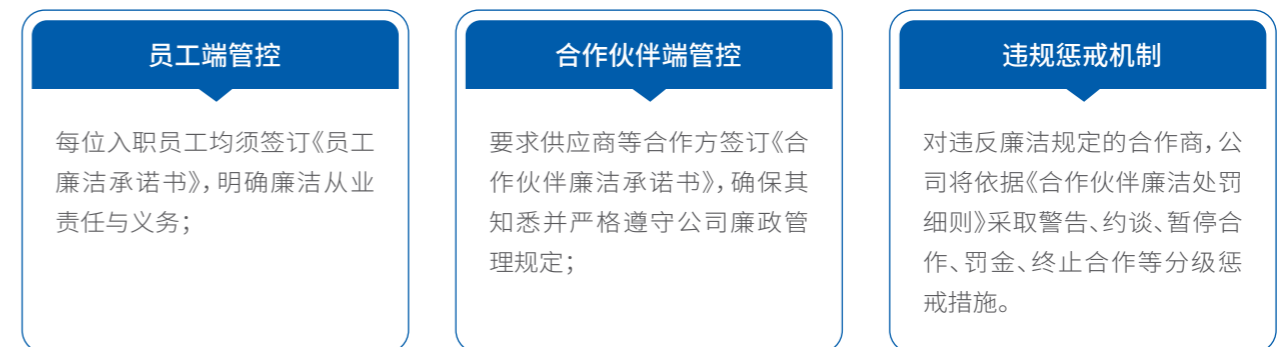 员工端管控
每位入职员工均须签订《员工
廉洁承诺书》，明确廉洁从业
责任与义务；
合作伙伴端管控
要求供应商等合作方签订《合
作伙伴廉洁承诺书》，确保其
知悉并严格遵守公司廉政管
理规定；
违规惩戒机制
对违反廉洁规定的合作商，公
司将依据《合作伙伴廉洁处罚
细则》采取警告、约谈、暂停合
作、罚金、终止合作等分级惩
戒措施。